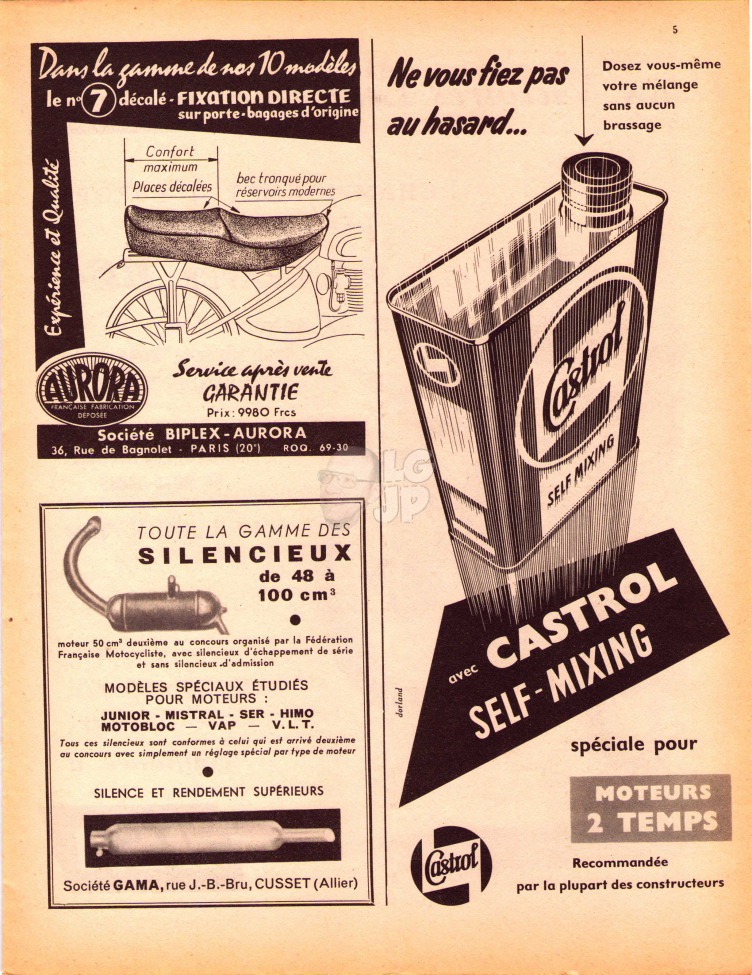 5
Dans la gamme de nos 10 modèles
le nº 7 décalé - FIXATION DIRECTE
sur porte-bagages d'origine
Expérience et Qualité
Confort
maximum
Places décalées
bec tronqué pour
réservoirs modernes
AURORA
FRANÇAISE FABRICATION
DÉPOSÉE
Service après vente
GARANTIE
Prix : 9980 Frcs
Société BIPLEX-AURORA
36, Rue de Bagnolet - PARIS (20º) ROQ. 69-30
TOUTE LA GAMME DES
SILENCIEUX
de 48 à
100 cm³
moteur 50 cm³ deuxième au concours organisé par la Fédération
Française Motocycliste, avec silencieux d'échappement de série
et sans silencieux d'admission
MODÈLES SPÉCIAUX ÉTUDIÉS
POUR MOTEURS :
JUNIOR - MISTRAL - SER - HIMO
MOTOBLOC — VAP — V.L.T.
Tous ces silencieux sont conformes à celui qui est arrivé deuxième
au concours avec simplement un réglage spécial par type de moteur
SILENCE ET RENDEMENT SUPÉRIEURS
Société GAMA, rue J.-B.-Bru, CUSSET (Allier)
Ne vous fiez pas
au hasard...
Dosez vous-même
votre mélange
sans aucun
brassage
Castrol
SELF MIXING
avec CASTROL
SELF-MIXING
dorland
spéciale pour
MOTEURS
2 TEMPS
Castrol
Recommandée
par la plupart des constructeurs
LG
JP